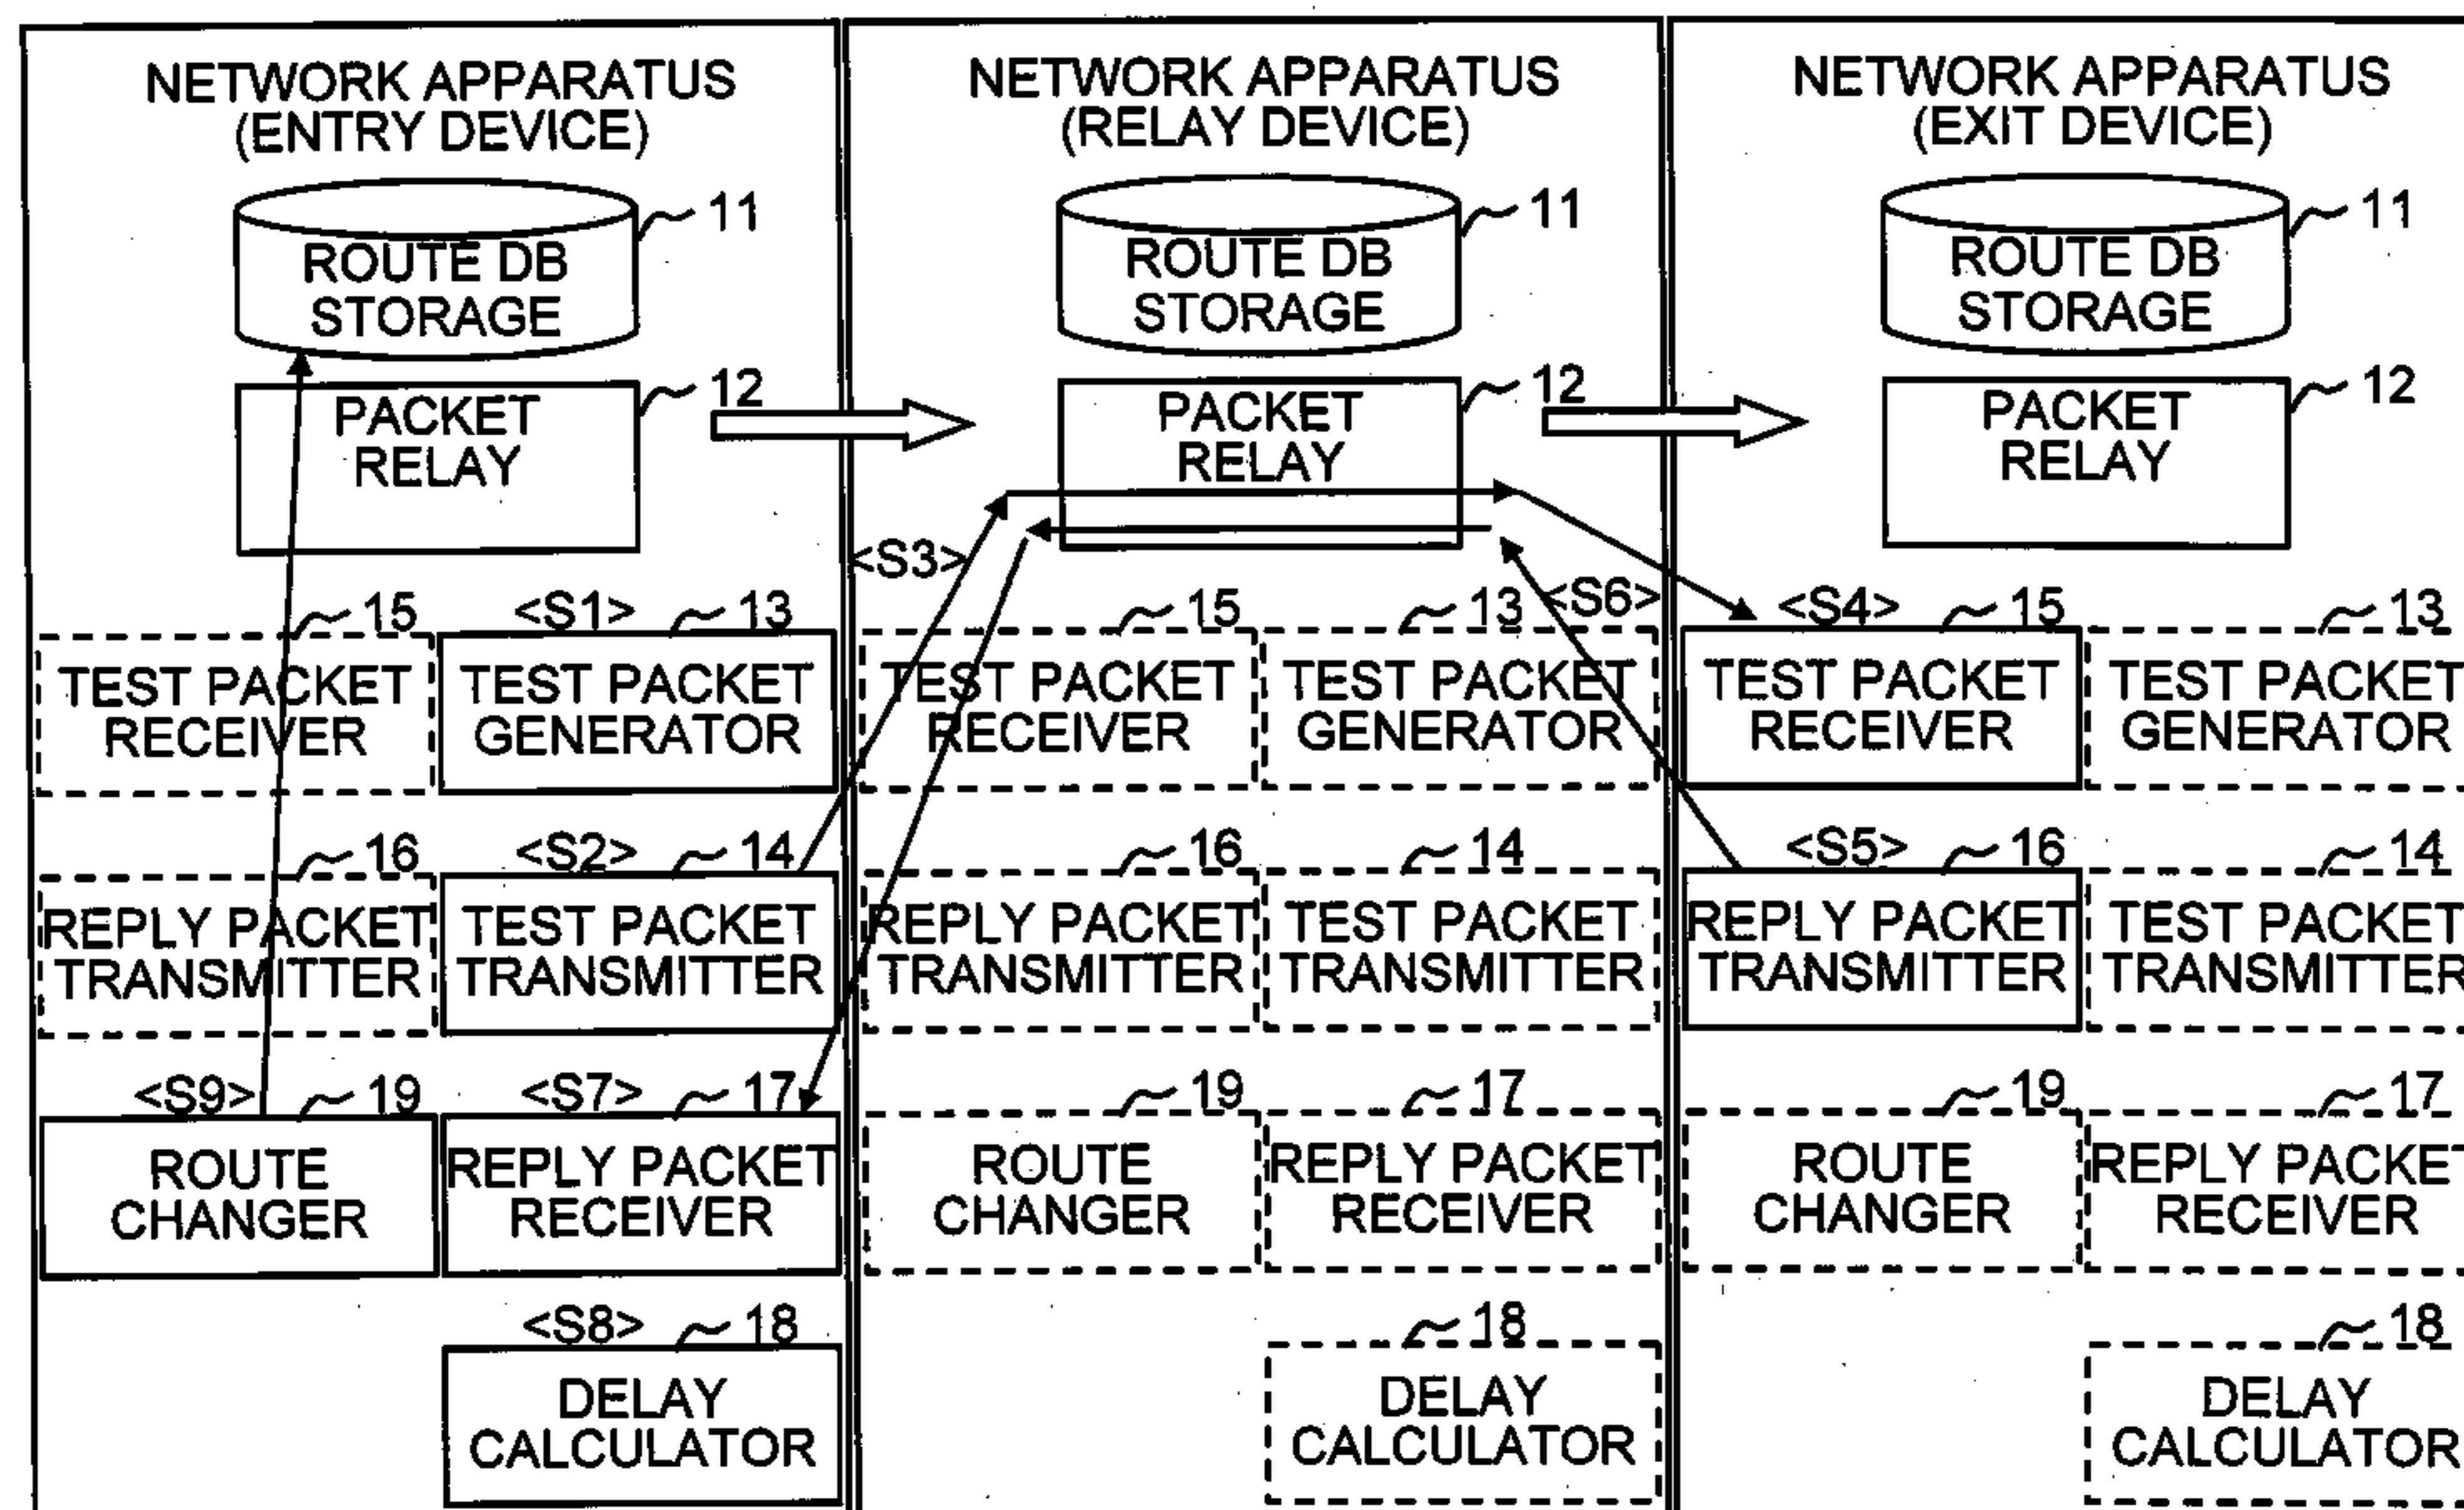 NETWORK APPARATUS
(ENTRY DEVICE)
11
ROUTE DB
STORAGE
12
PACKET
RELAY
15
TEST PACKET
RECEIVER
<S1>
13
TEST PACKET
GENERATOR
16
REPLY PACKET
TRANSMITTER
<S2>
14
TEST PACKET
TRANSMITTER
<S9>
19
ROUTE
CHANGER
<S7>
17
REPLY PACKET
RECEIVER
<S8>
18
DELAY
CALCULATOR
NETWORK APPARATUS
(RELAY DEVICE)
11
ROUTE DB
STORAGE
12
PACKET
RELAY
<S3>
<S6>
15
TEST PACKET
RECEIVER
13
TEST PACKET
GENERATOR
16
REPLY PACKET
TRANSMITTER
14
TEST PACKET
TRANSMITTER
19
ROUTE
CHANGER
17
REPLY PACKET
RECEIVER
18
DELAY
CALCULATOR
NETWORK APPARATUS
(EXIT DEVICE)
11
ROUTE DB
STORAGE
12
PACKET
RELAY
<S4>
15
TEST PACKET
RECEIVER
13
TEST PACKET
GENERATOR
<S5>
16
REPLY PACKET
TRANSMITTER
14
TEST PACKET
TRANSMITTER
19
ROUTE
CHANGER
17
REPLY PACKET
RECEIVER
18
DELAY
CALCULATOR